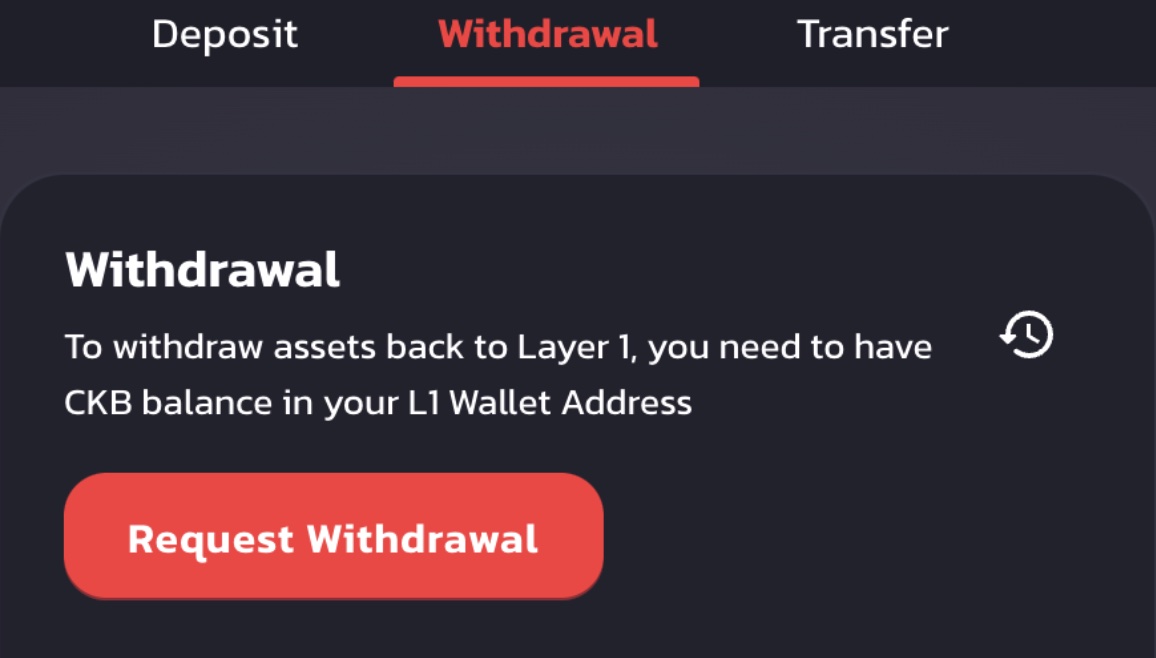 Deposit Withdrawal Transfer
Withdrawal
To withdraw assets back to Layer 1, you need to have
CKB balance in your L1 Wallet Address
Request Withdrawal